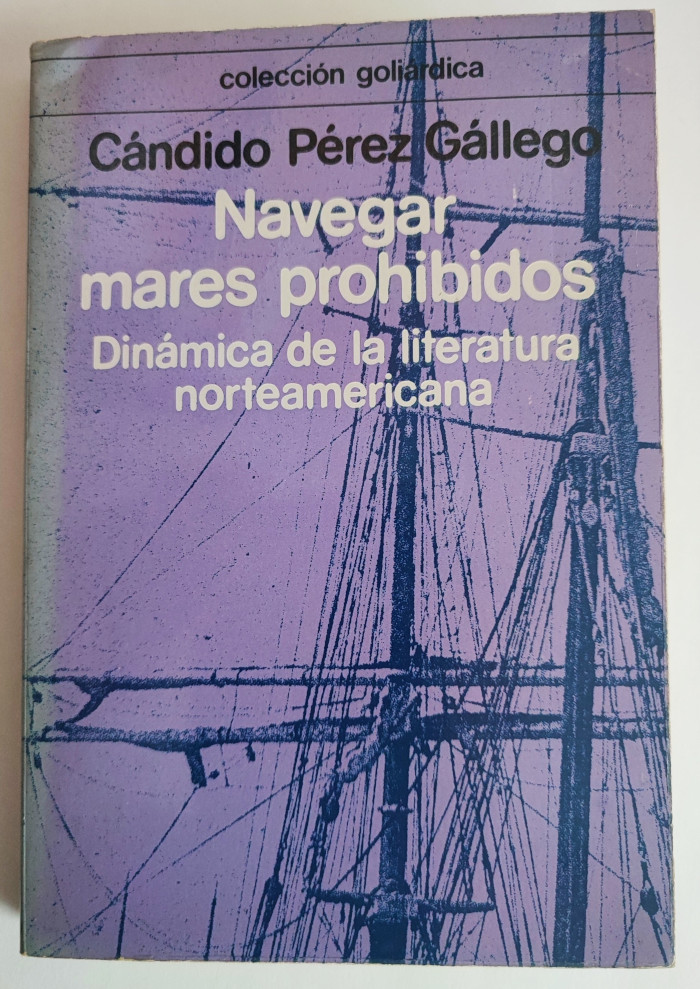 colección goliárdica
Cándido Pérez Gállego
Navegar
mares prohibidos
Dinámica de la literatura
norteamericana